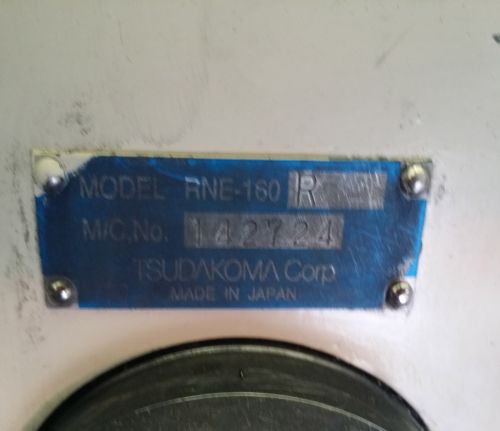 MODEL RNE-160 R
M/C,No. 142724
TSUDAKOMA Corp
MADE IN JAPAN